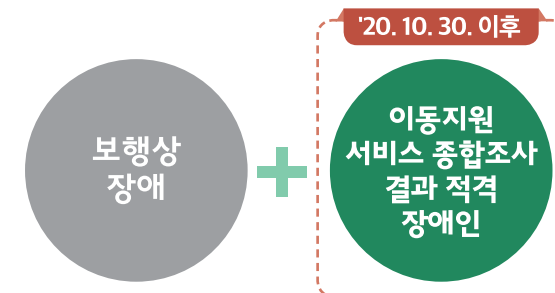 '20. 10. 30. 이후
보행상
장애
이동지원
서비스 종합조사
결과 적격
장애인